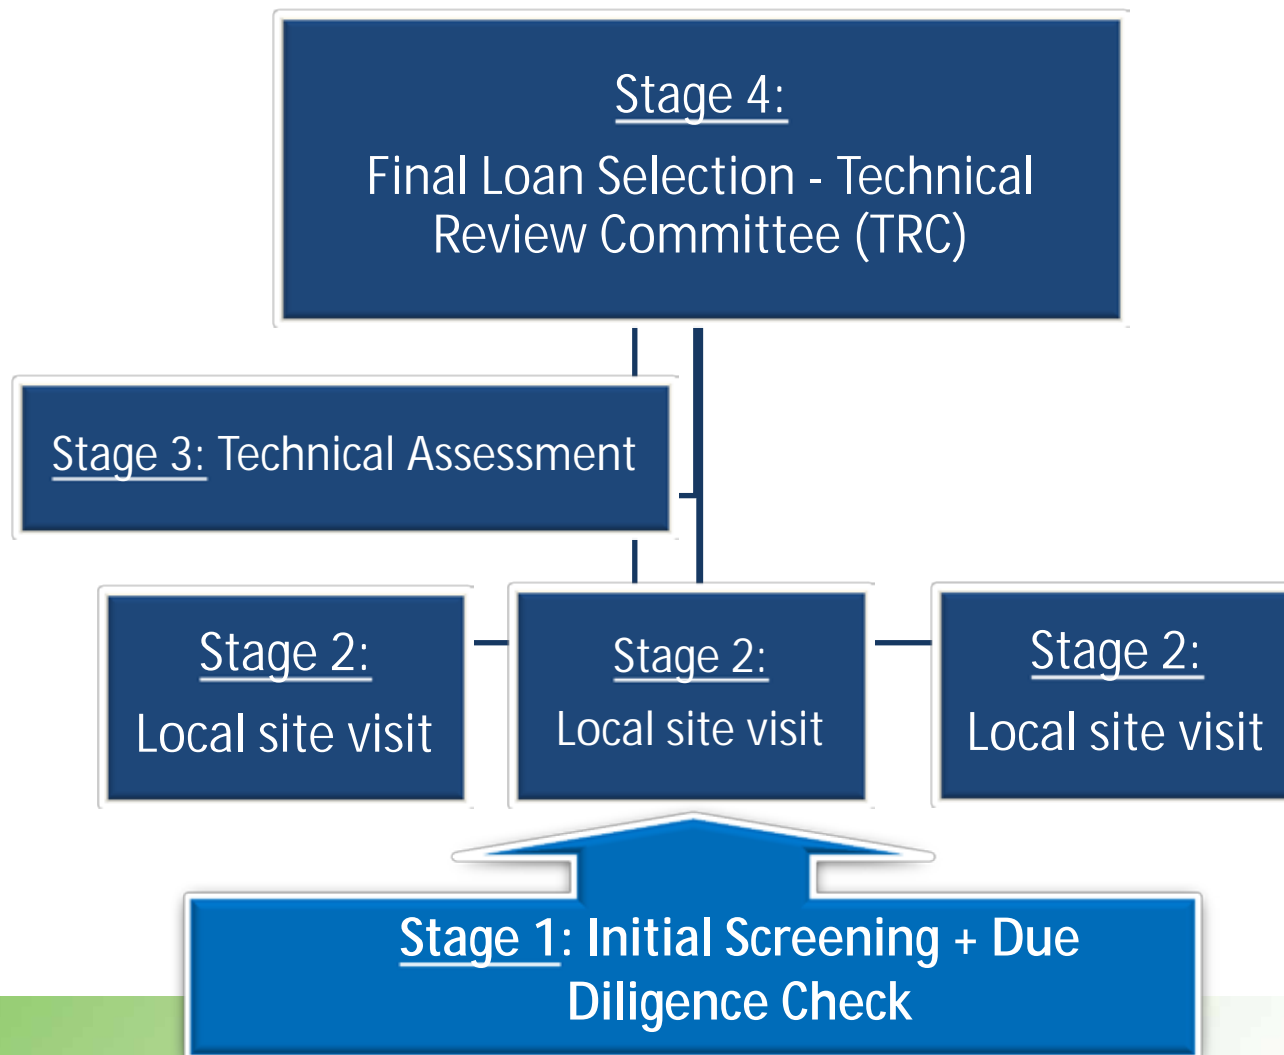 Stage 4:
Final Loan Selection - Technical
Review Committee (TRC)
Stage 3: Technical Assessment
Stage 2:
Local site visit
Stage 2:
Local site visit
Stage 2:
Local site visit
Stage 1: Initial Screening + Due
Diligence Check